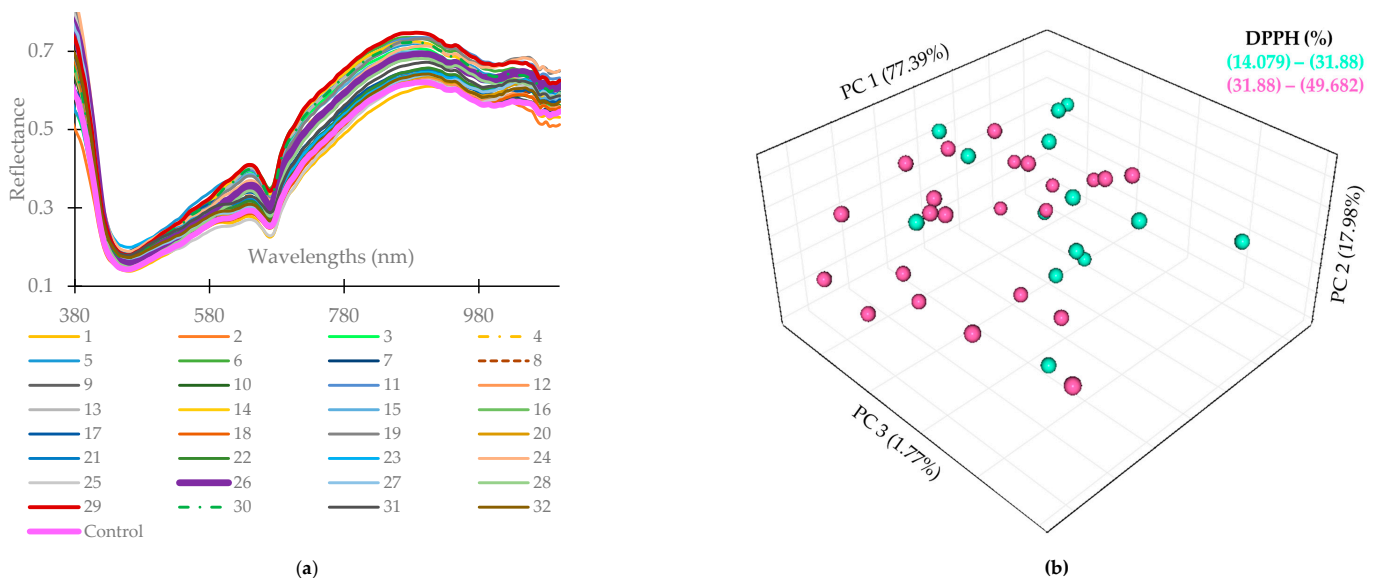 0.7
0.5
0.3
0.1
Reflectance
Wavelengths (nm)
380 580 780 980
1 2 3 4
5 6 7 8
9 10 11 12
13 14 15 16
17 18 19 20
21 22 23 24
25 26 27 28
29 30 31 32
Control
(a)
DPPH (%)
(14.079) – (31.88)
(31.88) – (49.682)
PC 1 (77.39%)
PC 2 (17.98%)
PC 3 (1.77%)
(b)